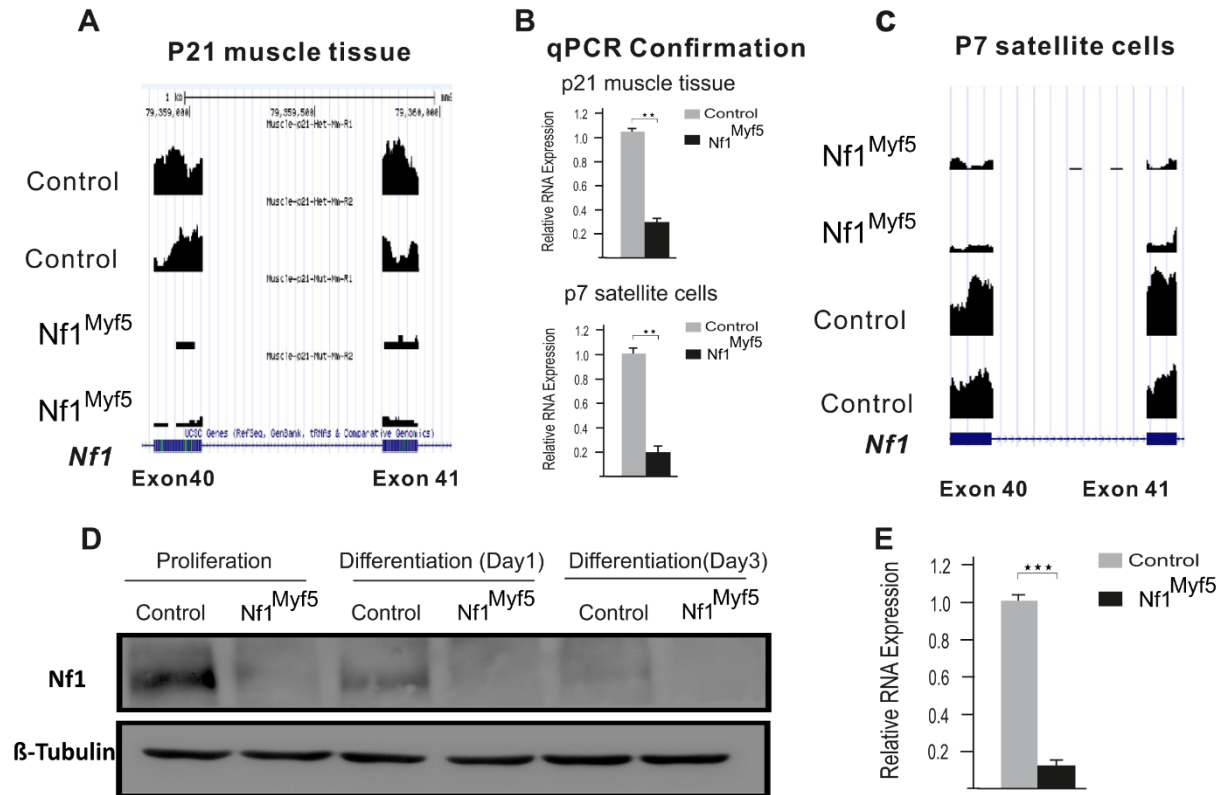 A
P21 muscle tissue
1 kb
mm9
79,359,000
79,359,500
79,360,000
Muscle-p21-Het-Mm-R1
Control
Muscle-p21-Het-Mm-R2
Control
Muscle-p21-Mut-Mm-R1
Nf1Myf5
Muscle-p21-Mut-Mm-R2
Nf1Myf5
UCSC Genes (RefSeq, GenBank, tRNAs & Comparative Genomics)
Nf1
Exon40 Exon 41
B
qPCR Confirmation
p21 muscle tissue
Relative RNA Expression
1.2
1.0
0.8
0.6
0.4
0.2
★★
Control
Nf1Myf5
p7 satellite cells
Relative RNA Expression
1.2
1.0
0.8
0.6
0.4
0.2
★★
Control
Nf1Myf5
C
P7 satellite cells
Nf1Myf5
Nf1Myf5
Control
Control
Nf1
Exon 40 Exon 41
D
Proliferation Differentiation (Day1) Differentiation(Day3)
Control Nf1Myf5 Control Nf1Myf5 Control Nf1Myf5
Nf1
ß-Tubulin
E
Relative RNA Expression
1.2
1.0
0.8
0.6
0.4
0.2
★★★
Control
Nf1Myf5